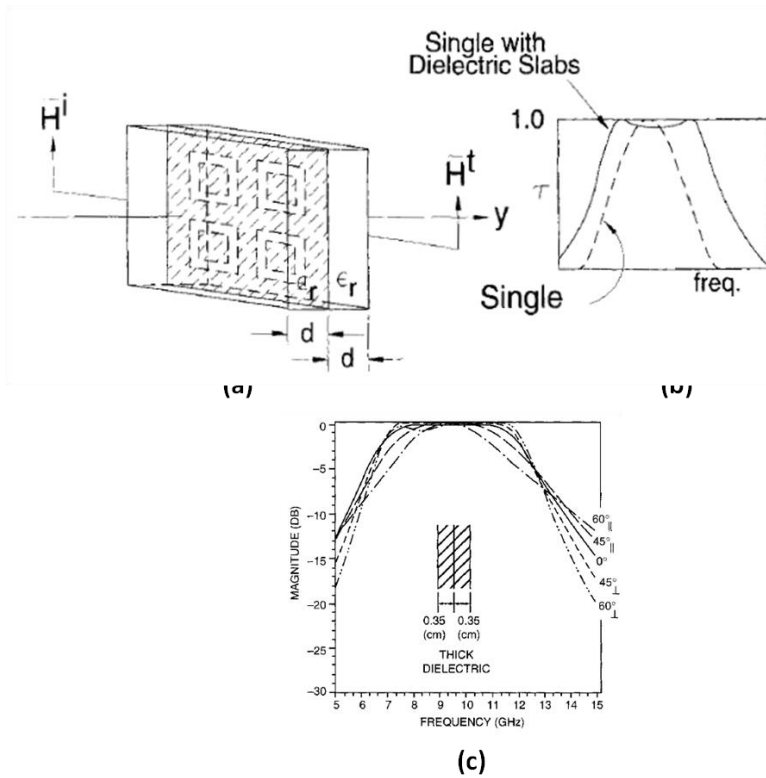 Single with
Dielectric Slabs
H̄ⁱ
H̄ᵗ
y
ϵr
d
d
1.0
τ
Single
freq.
(a)
(b)
0
−5
−10
−15
−20
−25
−30
MAGNITUDE (DB)
60°∥
45°∥
0°
45°⊥
60°⊥
0.35
(cm)
0.35
(cm)
THICK
DIELECTRIC
5 6 7 8 9 10 11 12 13 14 15
FREQUENCY (GHz)
(c)